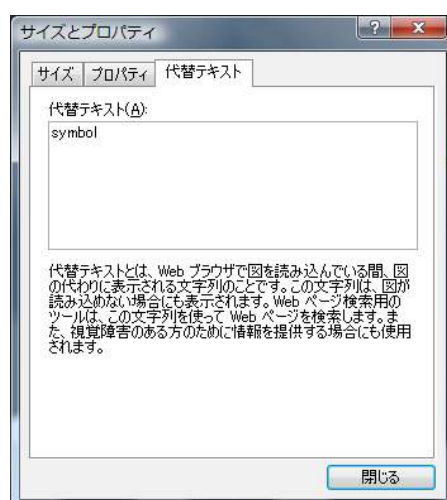 サイズとプロパティ
サイズ プロパティ 代替テキスト
代替テキスト(A):
symbol
代替テキストとは、Web ブラウザで図を読み込んでいる間、図
の代わりに表示される文字列のことです。この文字列は、図が
読み込めない場合にも表示されます。Web ページ検索用の
ツールは、この文字列を使って Web ページを検索します。ま
た、視覚障害のある方のために情報を提供する場合にも使用
されます。
閉じる